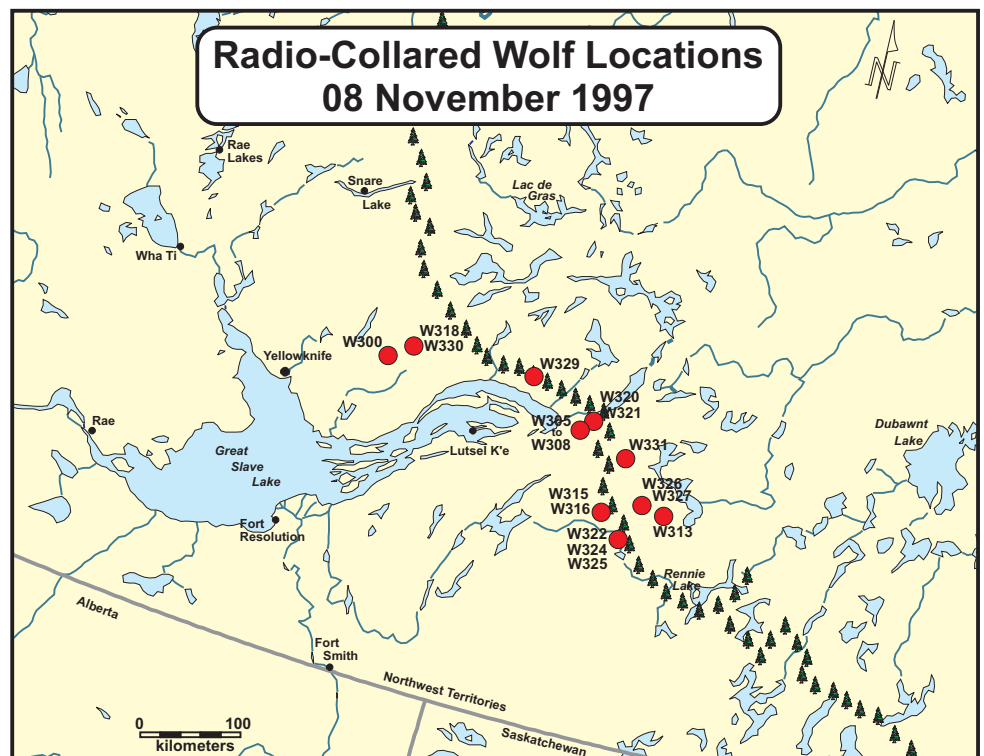 Radio-Collared Wolf Locations
08 November 1997
N
Rae
Lakes
Snare
Lake
Lac de
Gras
Wha Ti
W300
W318
W330
Yellowknife
W329
W320
W321
W305
to
W308
Rae
Lutsel K'e
Great
Slave
Lake
Dubawnt
Lake
W331
W326
W327
W313
W315
W316
Fort
Resolution
W322
W324
W325
Rennie
Lake
Alberta
Fort
Smith
Northwest Territories
Saskatchewan
0 100
kilometers